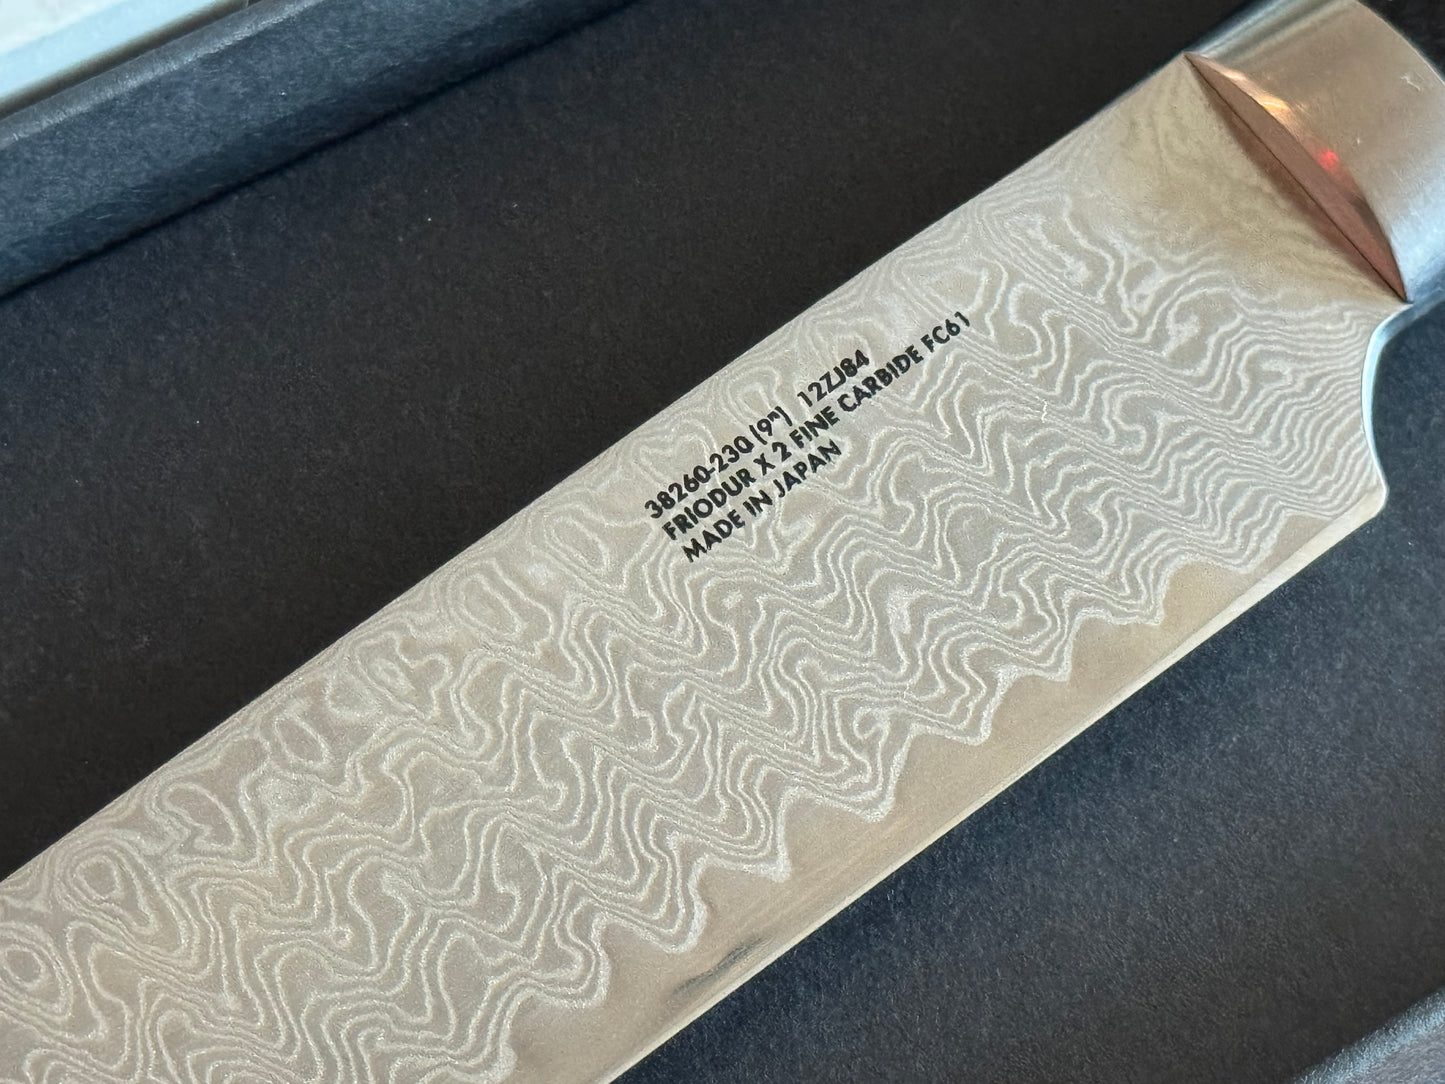 38260-230 (9") 12ZJ84
FRIODUR X 2 FINE CARBIDE FC61
MADE IN JAPAN